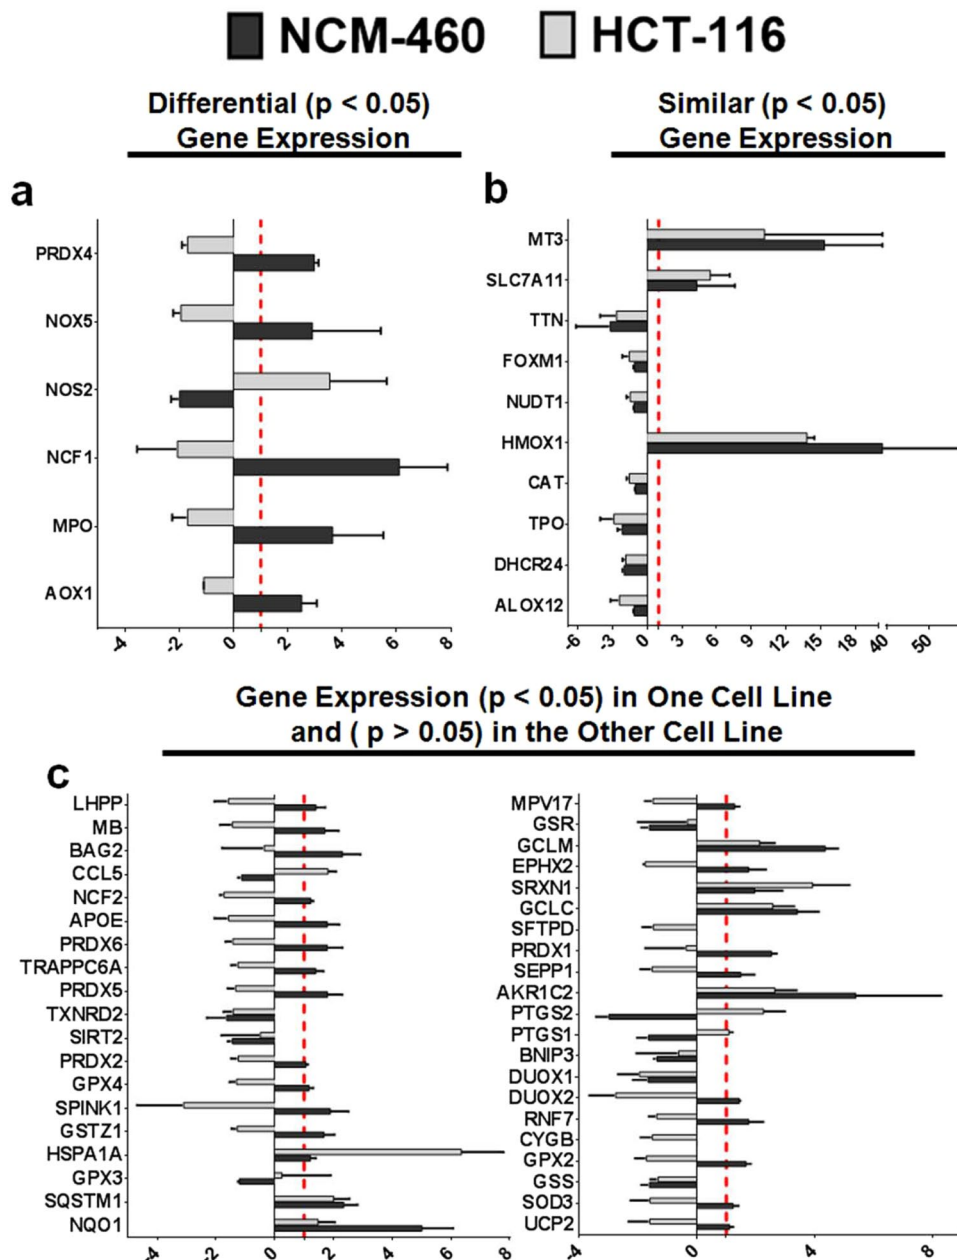 NCM-460 HCT-116
Differential (p < 0.05)
Gene Expression
Similar (p < 0.05)
Gene Expression
a
PRDX4
NOX5
NOS2
NCF1
MPO
AOX1
-4 -2 0 2 4 6 8
b
MT3
SLC7A11
TTN
FOXM1
NUDT1
HMOX1
CAT
TPO
DHCR24
ALOX12
-6 -3 0 3 6 9 12 15 18 40 50
Gene Expression (p < 0.05) in One Cell Line
and ( p > 0.05) in the Other Cell Line
c
LHPP
MB
BAG2
CCL5
NCF2
APOE
PRDX6
TRAPPC6A
PRDX5
TXNRD2
SIRT2
PRDX2
GPX4
SPINK1
GSTZ1
HSPA1A
GPX3
SQSTM1
NQO1
-4 -2 0 2 4 6 8
MPV17
GSR
GCLM
EPHX2
SRXN1
GCLC
SFTPD
PRDX1
SEPP1
AKR1C2
PTGS2
PTGS1
BNIP3
DUOX1
DUOX2
RNF7
CYGB
GPX2
GSS
SOD3
UCP2
-4 0 4 8